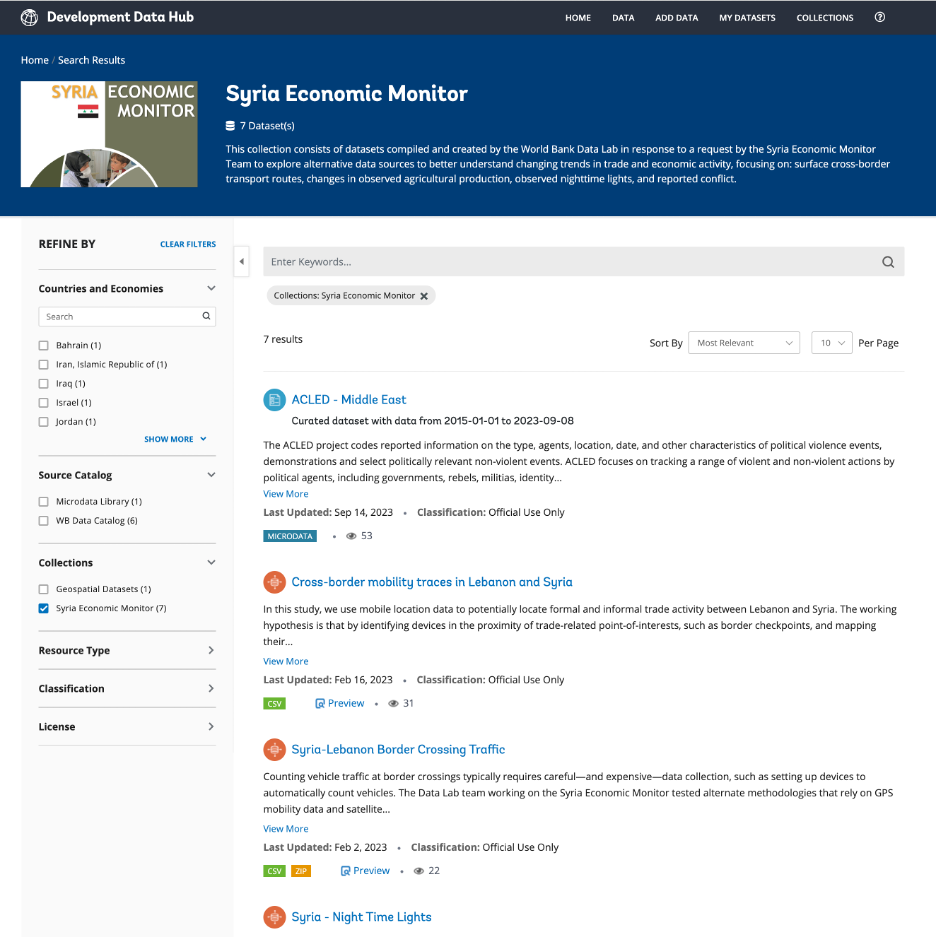 Development Data Hub
HOME DATA ADD DATA MY DATASETS COLLECTIONS ?
Home / Search Results
SYRIA ECONOMIC
MONITOR
Syria Economic Monitor
7 Dataset(s)
This collection consists of datasets compiled and created by the World Bank Data Lab in response to a request by the Syria Economic Monitor
Team to explore alternative data sources to better understand changing trends in trade and economic activity, focusing on: surface cross-border
transport routes, changes in observed agricultural production, observed nighttime lights, and reported conflict.
REFINE BY CLEAR FILTERS
Countries and Economies
Search
Bahrain (1)
Iran, Islamic Republic of (1)
Iraq (1)
Israel (1)
Jordan (1)
SHOW MORE
Source Catalog
Microdata Library (1)
WB Data Catalog (6)
Collections
Geospatial Datasets (1)
Syria Economic Monitor (7)
Resource Type
Classification
License
Enter Keywords...
Collections: Syria Economic Monitor
7 results
Sort By Most Relevant 10 Per Page
ACLED - Middle East
Curated dataset with data from 2015-01-01 to 2023-09-08
The ACLED project codes reported information on the type, agents, location, date, and other characteristics of political violence events,
demonstrations and select politically relevant non-violent events. ACLED focuses on tracking a range of violent and non-violent actions by
political agents, including governments, rebels, militias, identity...
View More
Last Updated: Sep 14, 2023 • Classification: Official Use Only
MICRODATA • 53
Cross-border mobility traces in Lebanon and Syria
In this study, we use mobile location data to potentially locate formal and informal trade activity between Lebanon and Syria. The working
hypothesis is that by identifying devices in the proximity of trade-related point-of-interests, such as border checkpoints, and mapping
their...
View More
Last Updated: Feb 16, 2023 • Classification: Official Use Only
CSV Preview • 31
Syria-Lebanon Border Crossing Traffic
Counting vehicle traffic at border crossings typically requires careful—and expensive—data collection, such as setting up devices to
automatically count vehicles. The Data Lab team working on the Syria Economic Monitor tested alternate methodologies that rely on GPS
mobility data and satellite...
View More
Last Updated: Feb 2, 2023 • Classification: Official Use Only
CSV ZIP Preview • 22
Syria - Night Time Lights